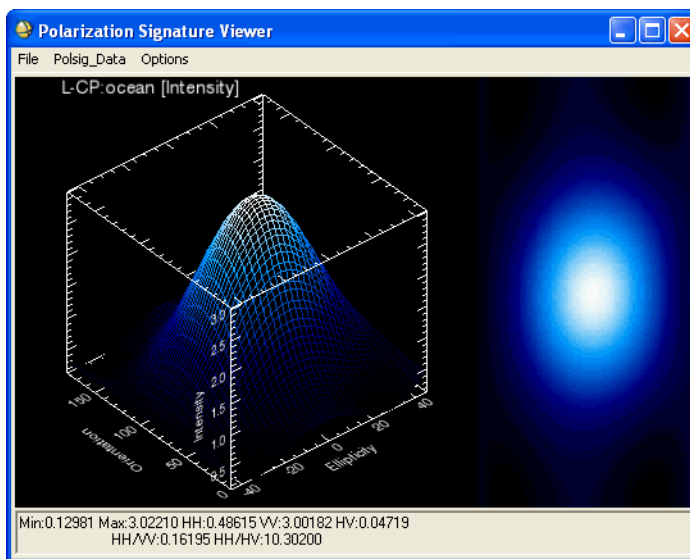 Polarization Signature Viewer
File Polsig_Data Options
L-CP:ocean [Intensity]
3.0
2.5
2.0
1.5
1.0
0.5
Intensity
150
100
50
0
Orientation
-40
-20
0
20
40
Ellipticity
Min:0.12981 Max:3.02210 HH:0.48615 VV:3.00182 HV:0.04719
HH/VV:0.16195 HH/HV:10.30200